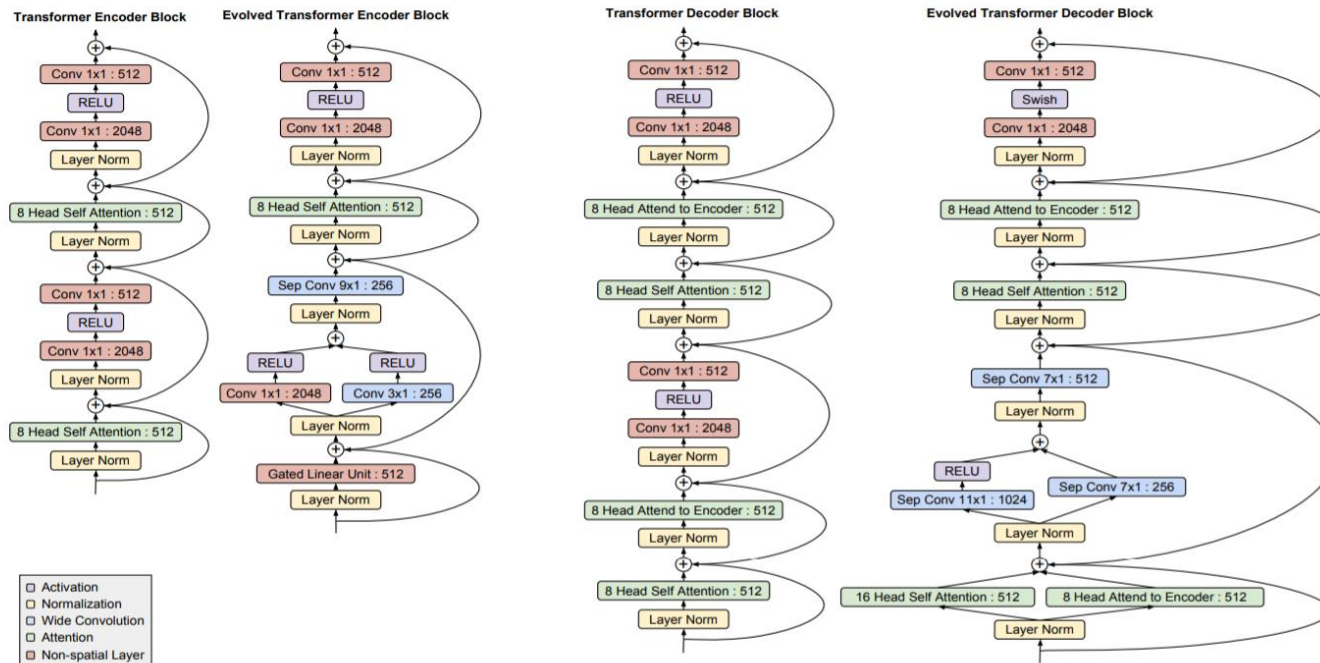 Transformer Encoder Block
+
Conv 1x1 : 512
RELU
Conv 1x1 : 2048
Layer Norm
+
8 Head Self Attention : 512
Layer Norm
+
Conv 1x1 : 512
RELU
Conv 1x1 : 2048
Layer Norm
+
8 Head Self Attention : 512
Layer Norm
Evolved Transformer Encoder Block
+
Conv 1x1 : 512
RELU
Conv 1x1 : 2048
Layer Norm
+
8 Head Self Attention : 512
Layer Norm
+
Sep Conv 9x1 : 256
Layer Norm
+
RELU
RELU
Conv 1x1 : 2048
Conv 3x1 : 256
Layer Norm
+
Gated Linear Unit : 512
Layer Norm
Transformer Decoder Block
+
Conv 1x1 : 512
RELU
Conv 1x1 : 2048
Layer Norm
+
8 Head Attend to Encoder : 512
Layer Norm
+
8 Head Self Attention : 512
Layer Norm
+
Conv 1x1 : 512
RELU
Conv 1x1 : 2048
Layer Norm
+
8 Head Attend to Encoder : 512
Layer Norm
+
8 Head Self Attention : 512
Layer Norm
Evolved Transformer Decoder Block
+
Conv 1x1 : 512
Swish
Conv 1x1 : 2048
Layer Norm
+
8 Head Attend to Encoder : 512
Layer Norm
+
8 Head Self Attention : 512
Layer Norm
+
Sep Conv 7x1 : 512
Layer Norm
+
RELU
Sep Conv 11x1 : 1024
Sep Conv 7x1 : 256
Layer Norm
+
16 Head Self Attention : 512
8 Head Attend to Encoder : 512
Layer Norm
Activation
Normalization
Wide Convolution
Attention
Non-spatial Layer